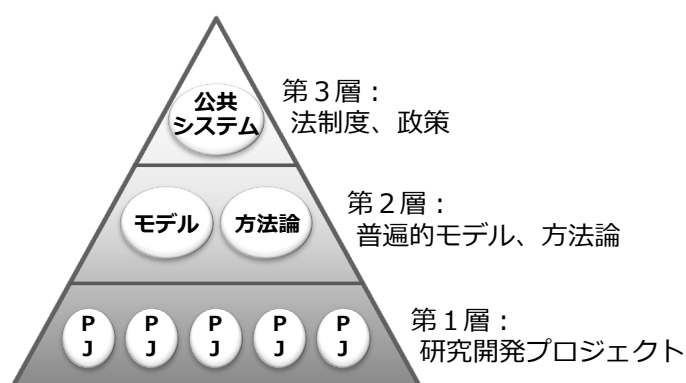 公共
システム
第３層：
法制度、政策
モデル
方法論
第２層：
普遍的モデル、方法論
P
J
P
J
P
J
P
J
P
J
第１層：
研究開発プロジェクト